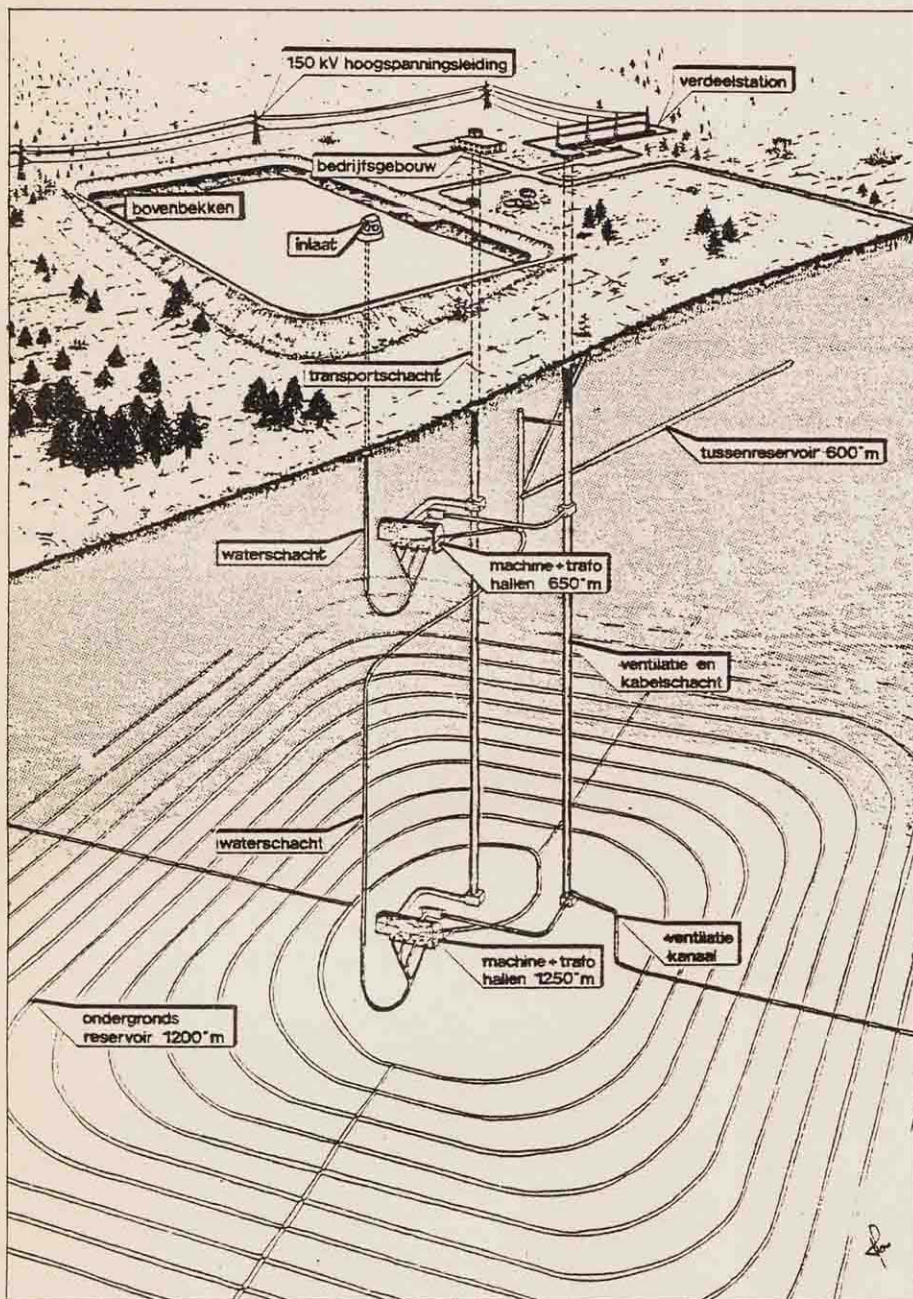 150 kV hoogspanningsleiding
verdeelstation
bedrijfsgebouw
bovenbekken
inlaat
transportschacht
tussenreservoir 600~m
waterschacht
machine + trafo
hallen 650~m
ventilatie en
kabelschacht
waterschacht
ventilatie
kanaal
machine + trafo
hallen 1250~m
ondergronds
reservoir 1200~m